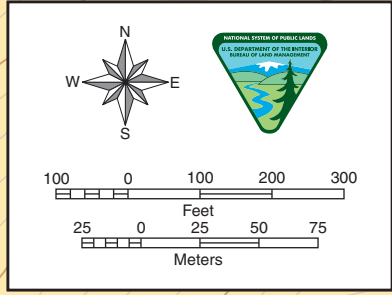 N
W E
S
NATIONAL SYSTEM OF PUBLIC LANDS
U.S. DEPARTMENT OF THE INTERIOR
BUREAU OF LAND MANAGEMENT
100 0 100 200 300
Feet
25 0 25 50 75
Meters